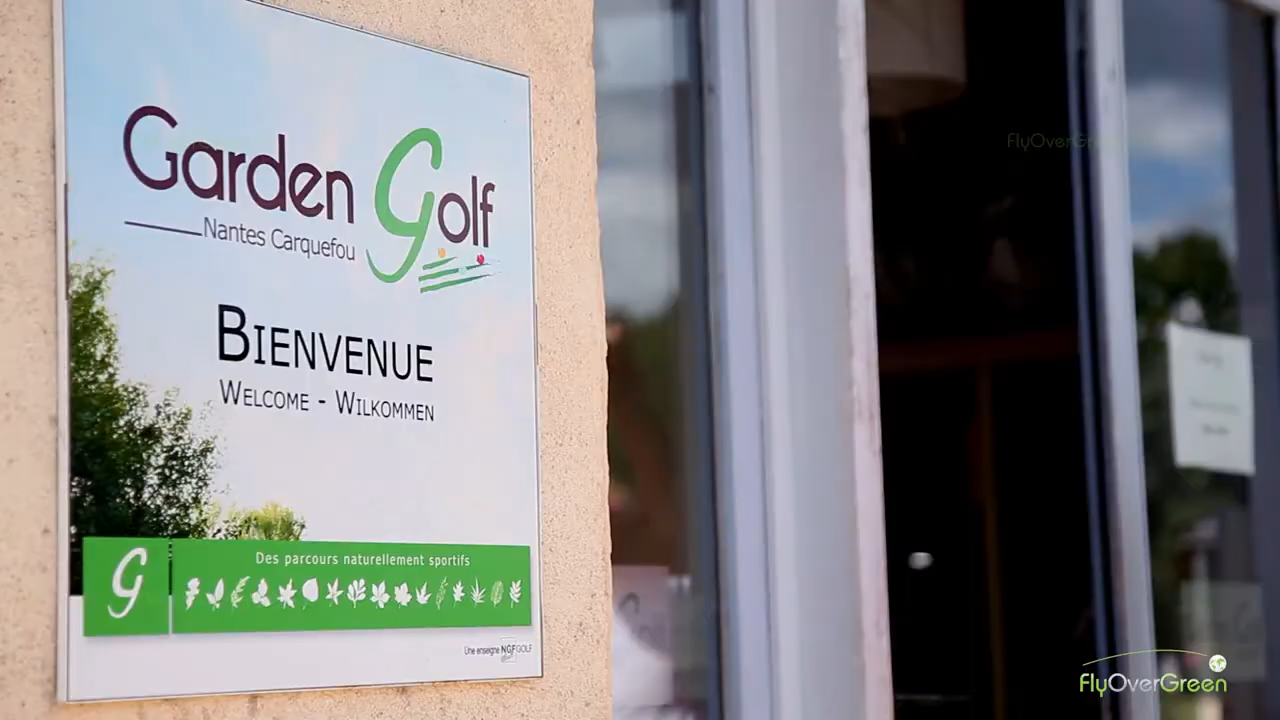 Garden Golf
Nantes Carquefou
BIENVENUE
WELCOME - WILKOMMEN
G Des parcours naturellement sportifs
Une enseigne NGF GOLF
FlyOverGreen
FlyOverGreen